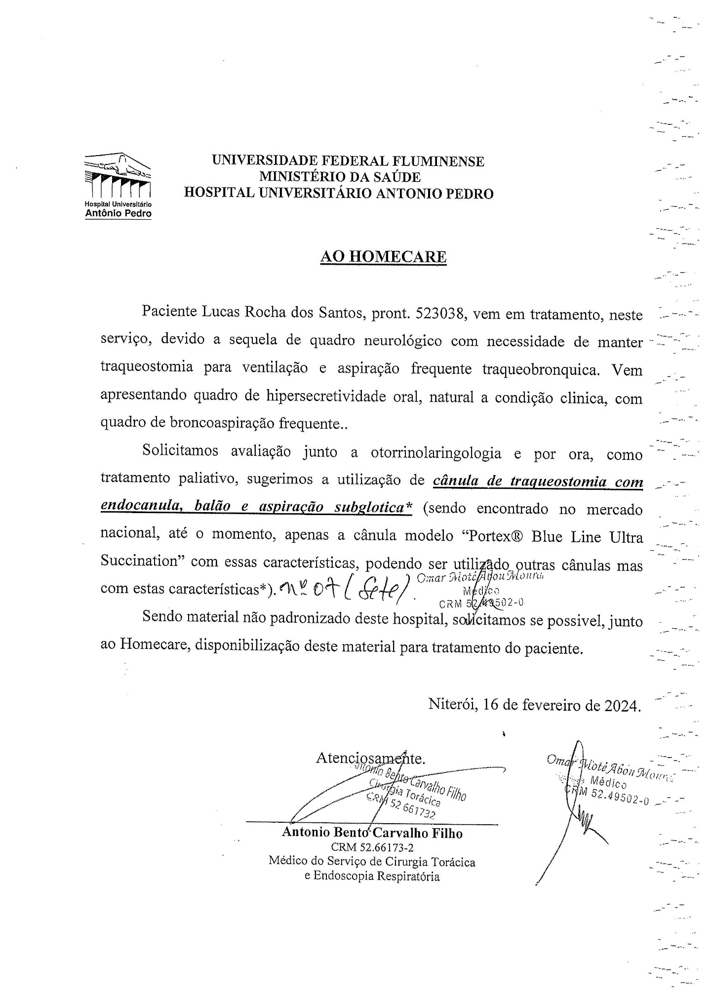 UNIVERSIDADE FEDERAL FLUMINENSE
MINISTÉRIO DA SAÚDE
HOSPITAL UNIVERSITÁRIO ANTONIO PEDRO
Hospital Universitário
Antônio Pedro
AO HOMECARE
Paciente Lucas Rocha dos Santos, pront. 523038, vem em tratamento, neste
serviço, devido a sequela de quadro neurológico com necessidade de manter
traqueostomia para ventilação e aspiração frequente traqueobronquica. Vem
apresentando quadro de hipersecretividade oral, natural a condição clinica, com
quadro de broncoaspiração frequente..
Solicitamos avaliação junto a otorrinolaringologia e por ora, como
tratamento paliativo, sugerimos a utilização de cânula de traqueostomia com
endocanula, balão e aspiração subglotica* (sendo encontrado no mercado
nacional, até o momento, apenas a cânula modelo “Portex® Blue Line Ultra
Succination” com essas características, podendo ser utilizado outras cânulas mas
com estas características*). nº 07 (Sete).
Omar Mote Abou Mourad
Médico
CRM 52.49502-0
Sendo material não padronizado deste hospital, solicitamos se possivel, junto
ao Homecare, disponibilização deste material para tratamento do paciente.
Niterói, 16 de fevereiro de 2024.
Atenciosamente.
Antonio Bento Carvalho Filho
Cirurgia Torácica
CRM 52 661732
Omar Moté Abou
Médico
CRM 52.49502-0
Antonio Bento Carvalho Filho
CRM 52.66173-2
Médico do Serviço de Cirurgia Torácica
e Endoscopia Respiratória